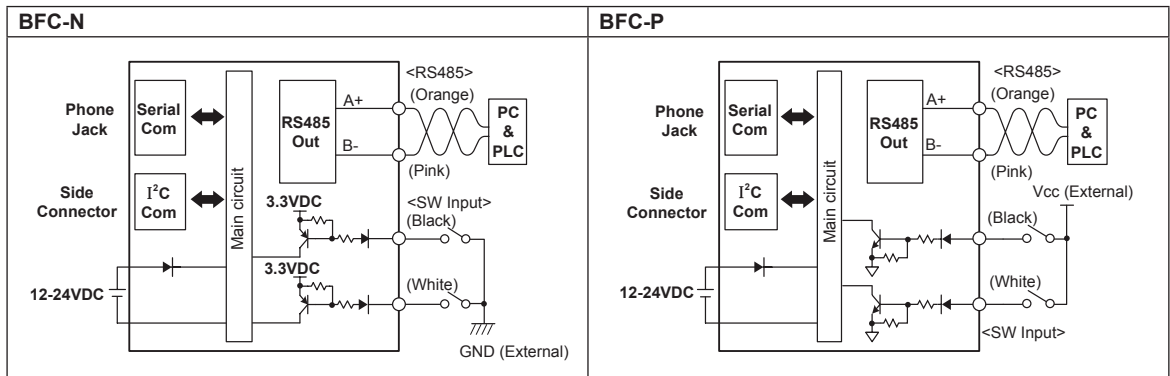 BFC-N
<RS485>
(Orange)
Phone
Jack
Serial
Com
RS485
Out
A+
B-
PC
&
PLC
(Pink)
Side
Connector
I²C
Com
Main circuit
3.3VDC
<SW Input>
(Black)
3.3VDC
(White)
12-24VDC
GND (External)
BFC-P
<RS485>
(Orange)
Phone
Jack
Serial
Com
RS485
Out
A+
B-
PC
&
PLC
(Pink)
Side
Connector
I²C
Com
Main circuit
Vcc (External)
(Black)
(White)
12-24VDC
<SW Input>